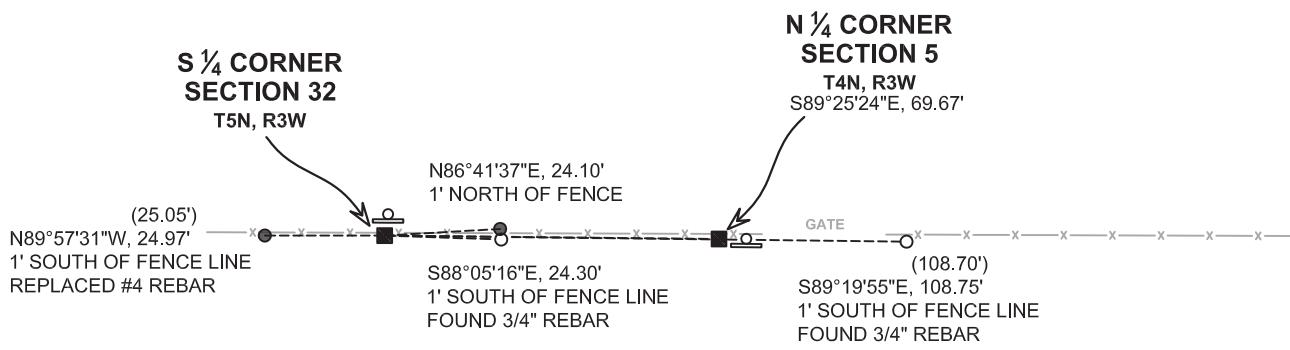 S ¼ CORNER
SECTION 32
T5N, R3W
N ¼ CORNER
SECTION 5
T4N, R3W
S89°25'24"E, 69.67'
N86°41'37"E, 24.10'
1' NORTH OF FENCE
(25.05')
N89°57'31"W, 24.97'
1' SOUTH OF FENCE LINE
REPLACED #4 REBAR
GATE
S88°05'16"E, 24.30'
1' SOUTH OF FENCE LINE
FOUND 3/4" REBAR
(108.70')
S89°19'55"E, 108.75'
1' SOUTH OF FENCE LINE
FOUND 3/4" REBAR